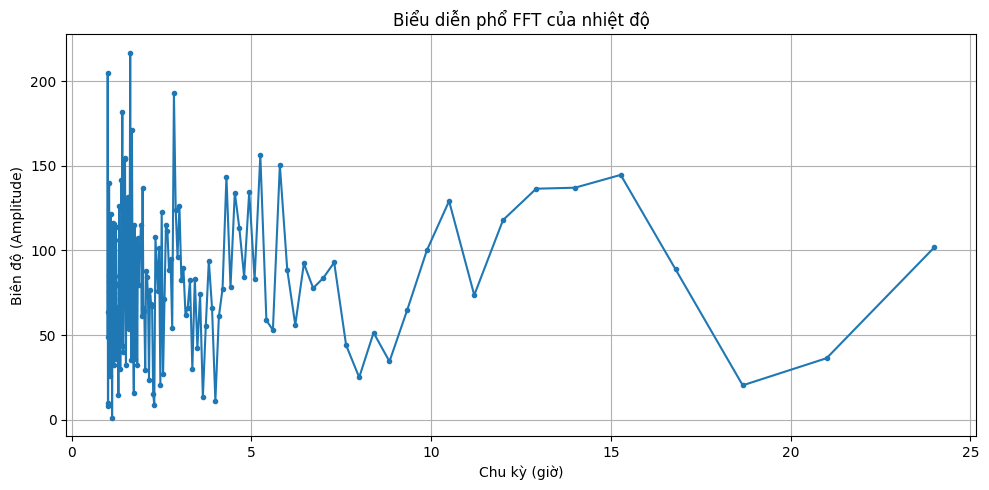 Biểu diễn phổ FFT của nhiệt độ
Biên độ (Amplitude)
200
150
100
50
0
0 5 10 15 20 25
Chu kỳ (giờ)